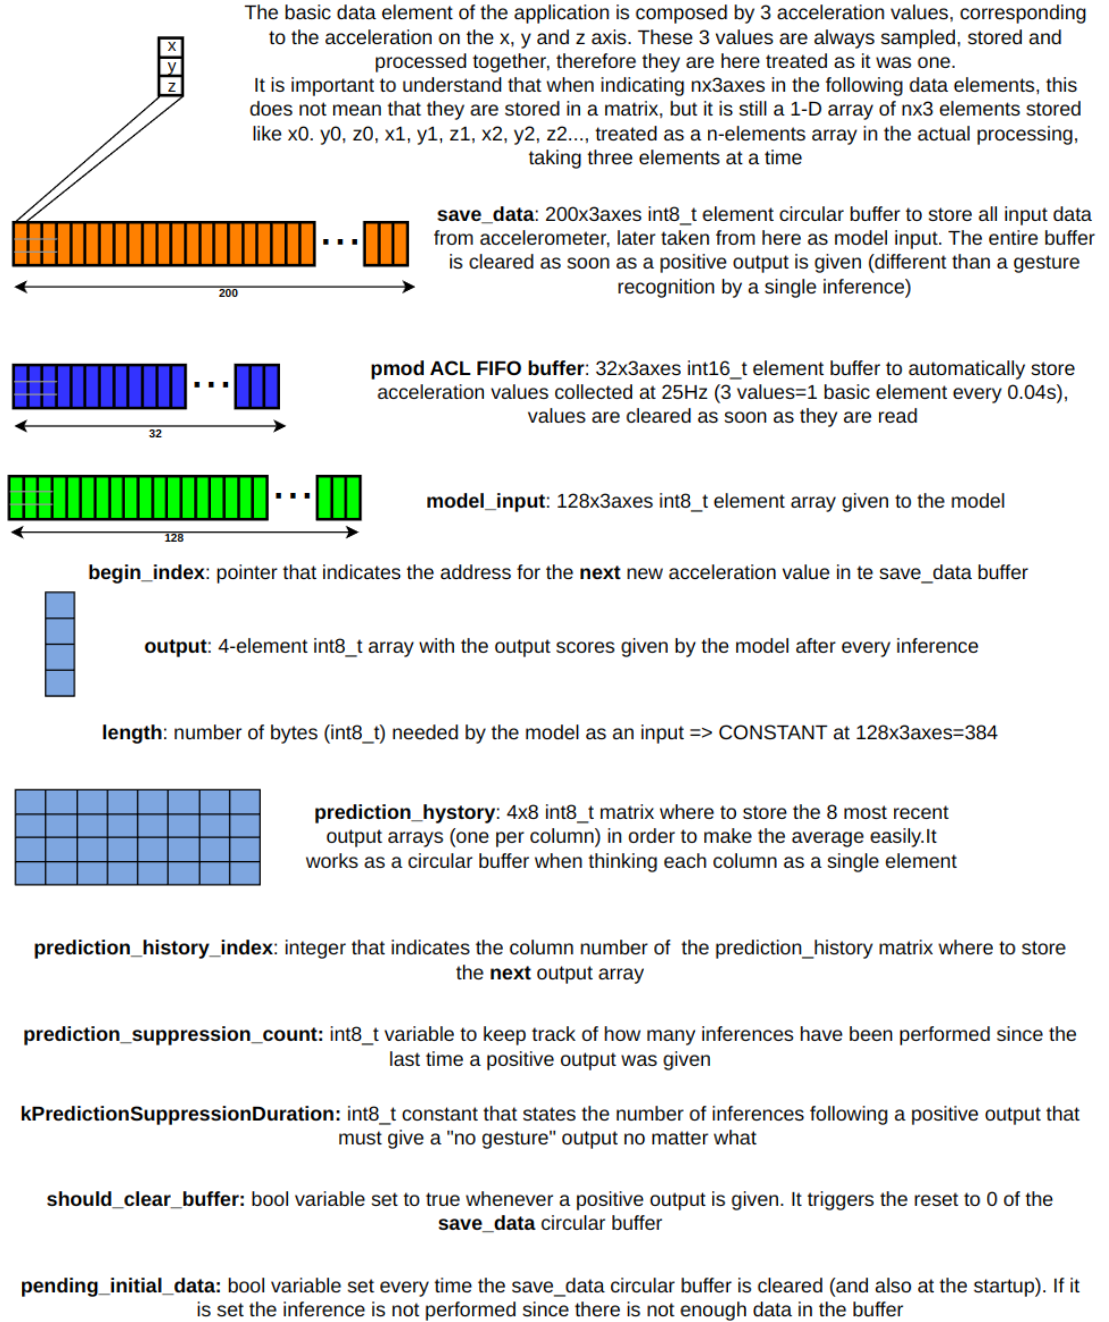 The basic data element of the application is composed by 3 acceleration values, corresponding
to the acceleration on the x, y and z axis. These 3 values are always sampled, stored and
processed together, therefore they are here treated as it was one.
It is important to understand that when indicating nx3axes in the following data elements, this
does not mean that they are stored in a matrix, but it is still a 1-D array of nx3 elements stored
like x0. y0, z0, x1, y1, z1, x2, y2, z2..., treated as a n-elements array in the actual processing,
taking three elements at a time
x
y
z
save_data: 200x3axes int8_t element circular buffer to store all input data
from accelerometer, later taken from here as model input. The entire buffer
is cleared as soon as a positive output is given (different than a gesture
recognition by a single inference)
...
200
pmod ACL FIFO buffer: 32x3axes int16_t element buffer to automatically store
acceleration values collected at 25Hz (3 values=1 basic element every 0.04s),
values are cleared as soon as they are read
...
32
model_input: 128x3axes int8_t element array given to the model
...
128
begin_index: pointer that indicates the address for the next new acceleration value in te save_data buffer
output: 4-element int8_t array with the output scores given by the model after every inference
length: number of bytes (int8_t) needed by the model as an input => CONSTANT at 128x3axes=384
prediction_hystory: 4x8 int8_t matrix where to store the 8 most recent
output arrays (one per column) in order to make the average easily.It
works as a circular buffer when thinking each column as a single element
prediction_history_index: integer that indicates the column number of the prediction_history matrix where to store
the next output array
prediction_suppression_count: int8_t variable to keep track of how many inferences have been performed since the
last time a positive output was given
kPredictionSuppressionDuration: int8_t constant that states the number of inferences following a positive output that
must give a "no gesture" output no matter what
should_clear_buffer: bool variable set to true whenever a positive output is given. It triggers the reset to 0 of the
save_data circular buffer
pending_initial_data: bool variable set every time the save_data circular buffer is cleared (and also at the startup). If it
is set the inference is not performed since there is not enough data in the buffer